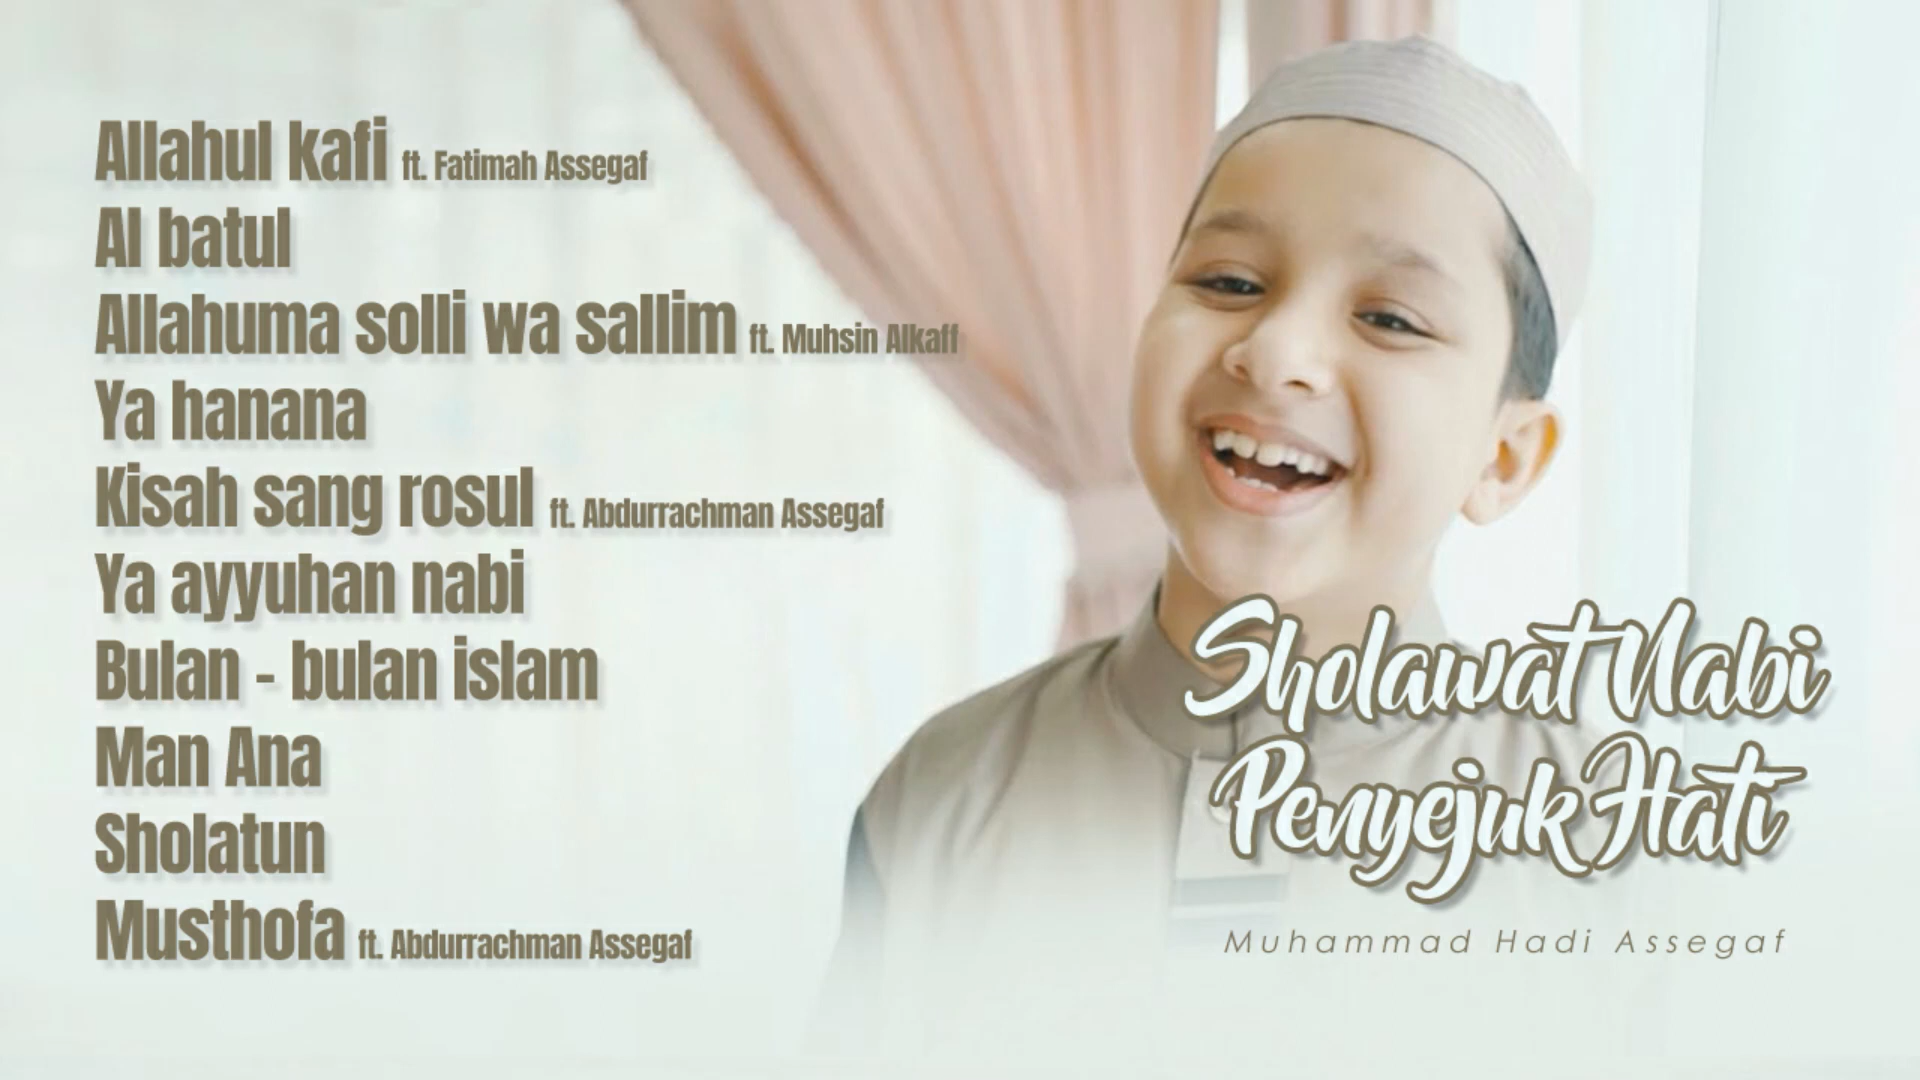 Allahul kafi ft. Fatimah Assegaf
Al batul
Allahuma solli wa sallim ft. Muhsin Alkaff
Ya hanana
Kisah sang rosul ft. Abdurrachman Assegaf
Ya ayyuhan nabi
Bulan - bulan islam
Man Ana
Sholatun
Musthofa ft. Abdurrachman Assegaf
Sholawat Nabi
Penyejuk Hati
Muhammad Hadi Assegaf